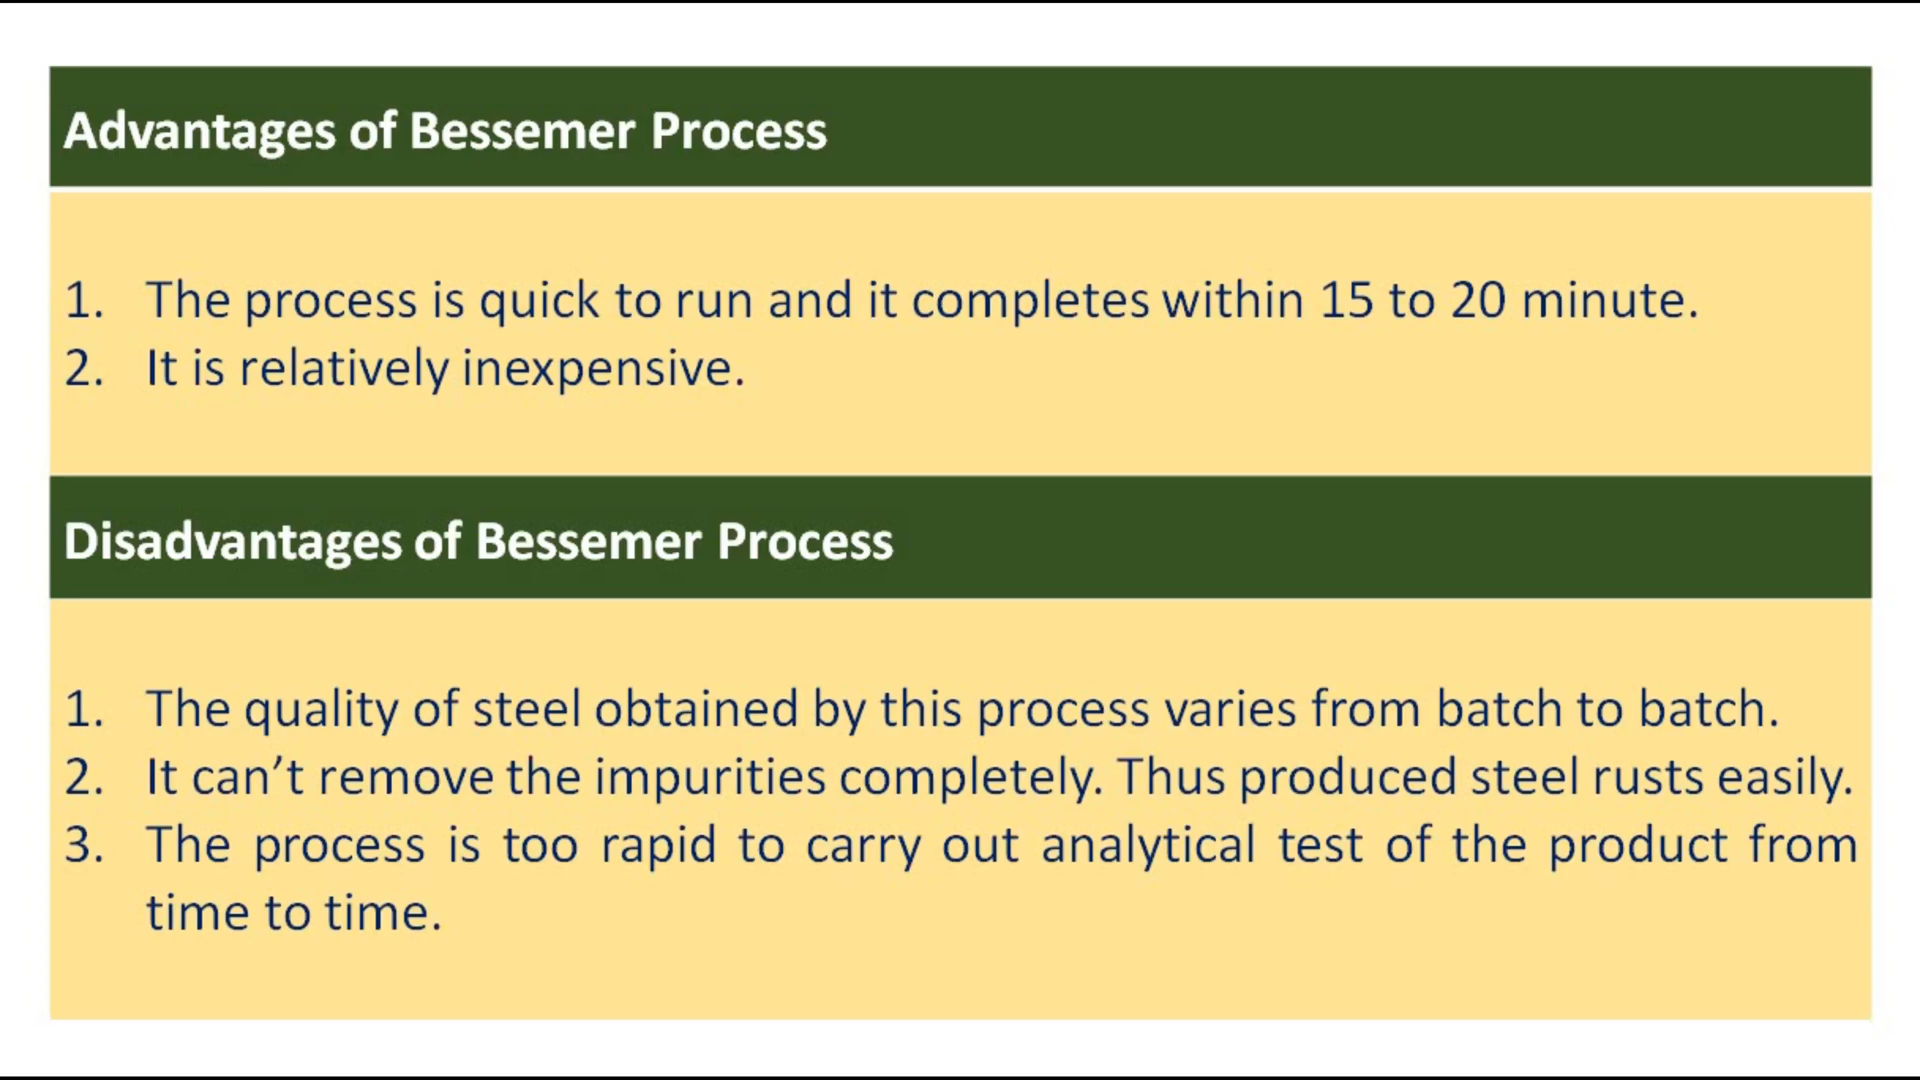 Advantages of Bessemer Process
1. The process is quick to run and it completes within 15 to 20 minute.
2. It is relatively inexpensive.
Disadvantages of Bessemer Process
1. The quality of steel obtained by this process varies from batch to batch.
2. It can’t remove the impurities completely. Thus produced steel rusts easily.
3. The process is too rapid to carry out analytical test of the product from
time to time.